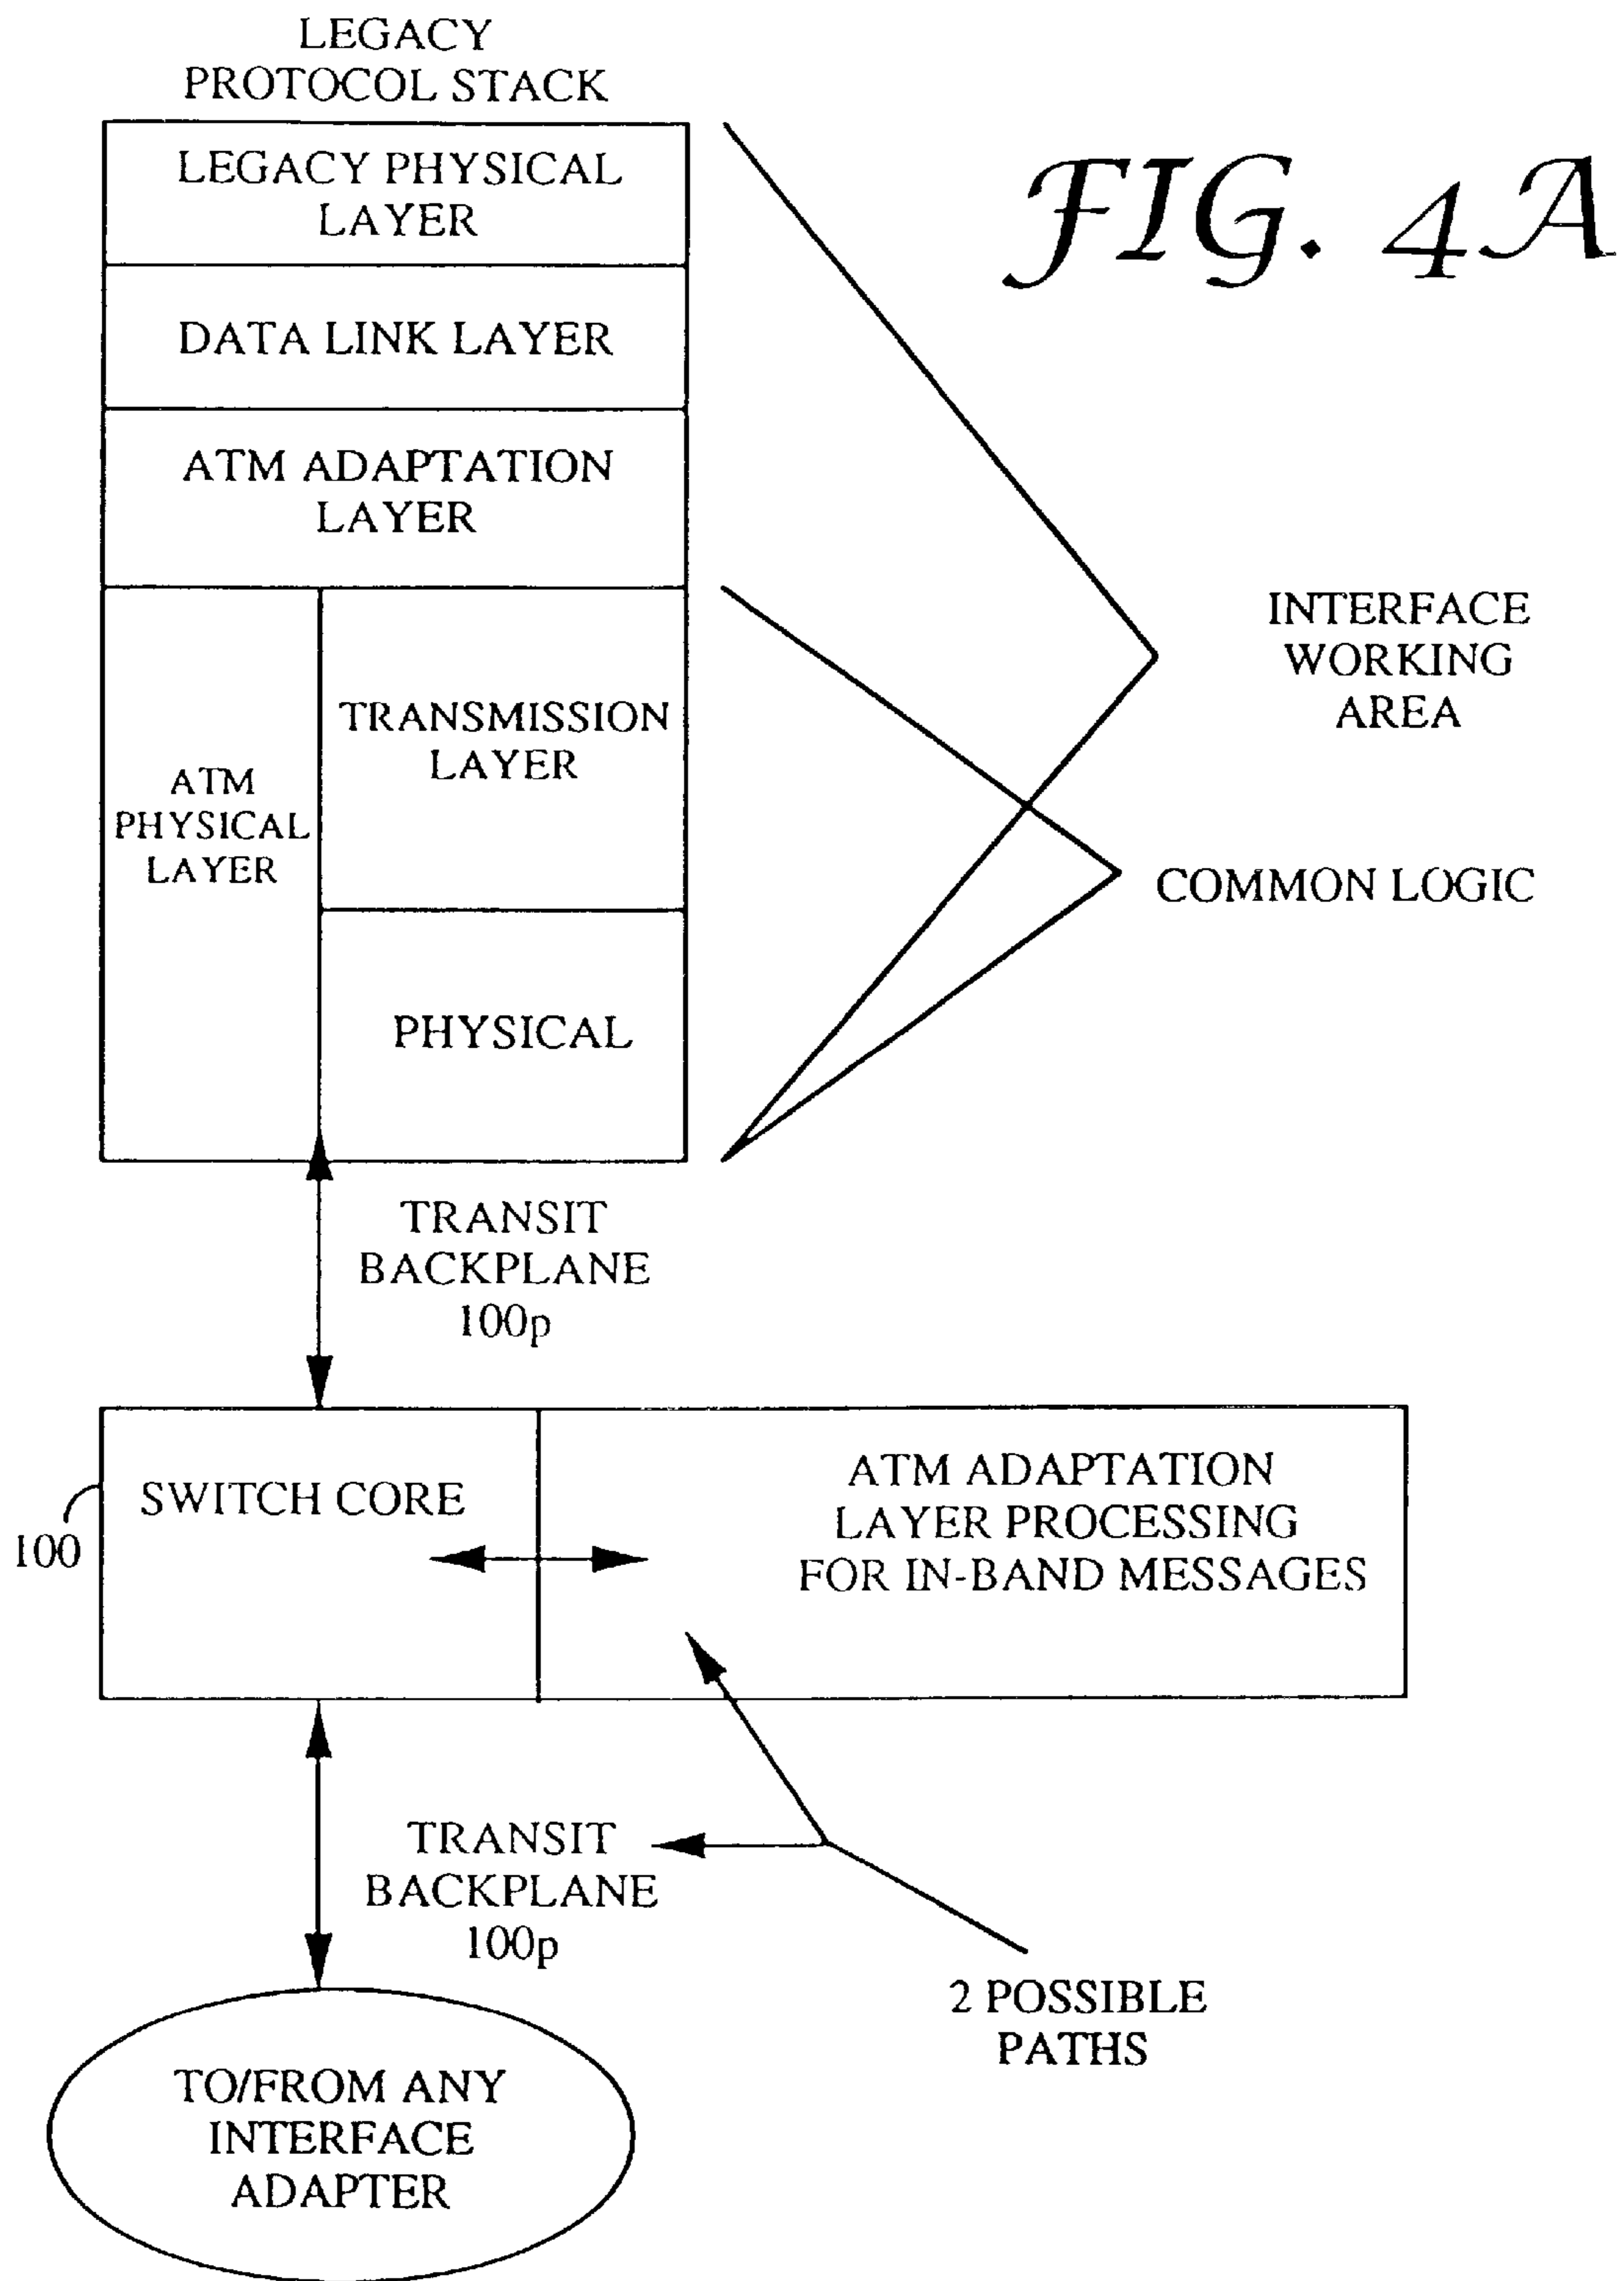 LEGACY
PROTOCOL STACK
FIG. 4A
LEGACY PHYSICAL
LAYER
DATA LINK LAYER
ATM ADAPTATION
LAYER
INTERFACE
WORKING
AREA
TRANSMISSION
LAYER
ATM
PHYSICAL
LAYER
COMMON LOGIC
PHYSICAL
TRANSIT
BACKPLANE
100p
SWITCH CORE
100
ATM ADAPTATION
LAYER PROCESSING
FOR IN-BAND MESSAGES
TRANSIT
BACKPLANE
100p
2 POSSIBLE
PATHS
TO/FROM ANY
INTERFACE
ADAPTER